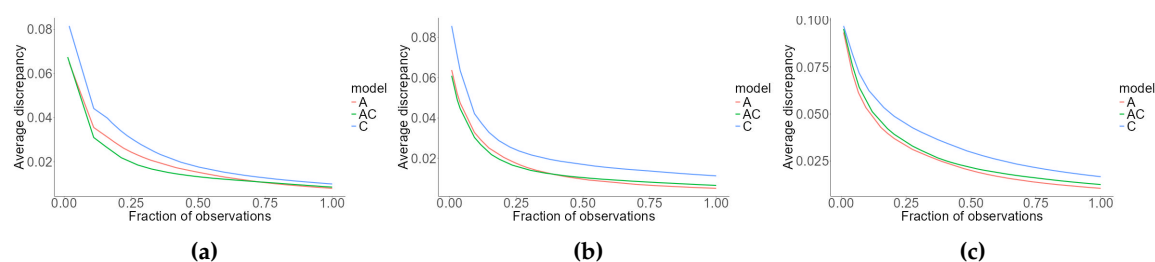 Average discrepancy
0.08
0.06
0.04
0.02
0.00 0.25 0.50 0.75 1.00
Fraction of observations
model
A
AC
C
(a)
Average discrepancy
0.08
0.06
0.04
0.02
0.00 0.25 0.50 0.75 1.00
Fraction of observations
model
A
AC
C
(b)
Average discrepancy
0.100
0.075
0.050
0.025
0.00 0.25 0.50 0.75 1.00
Fraction of observations
model
A
AC
C
(c)